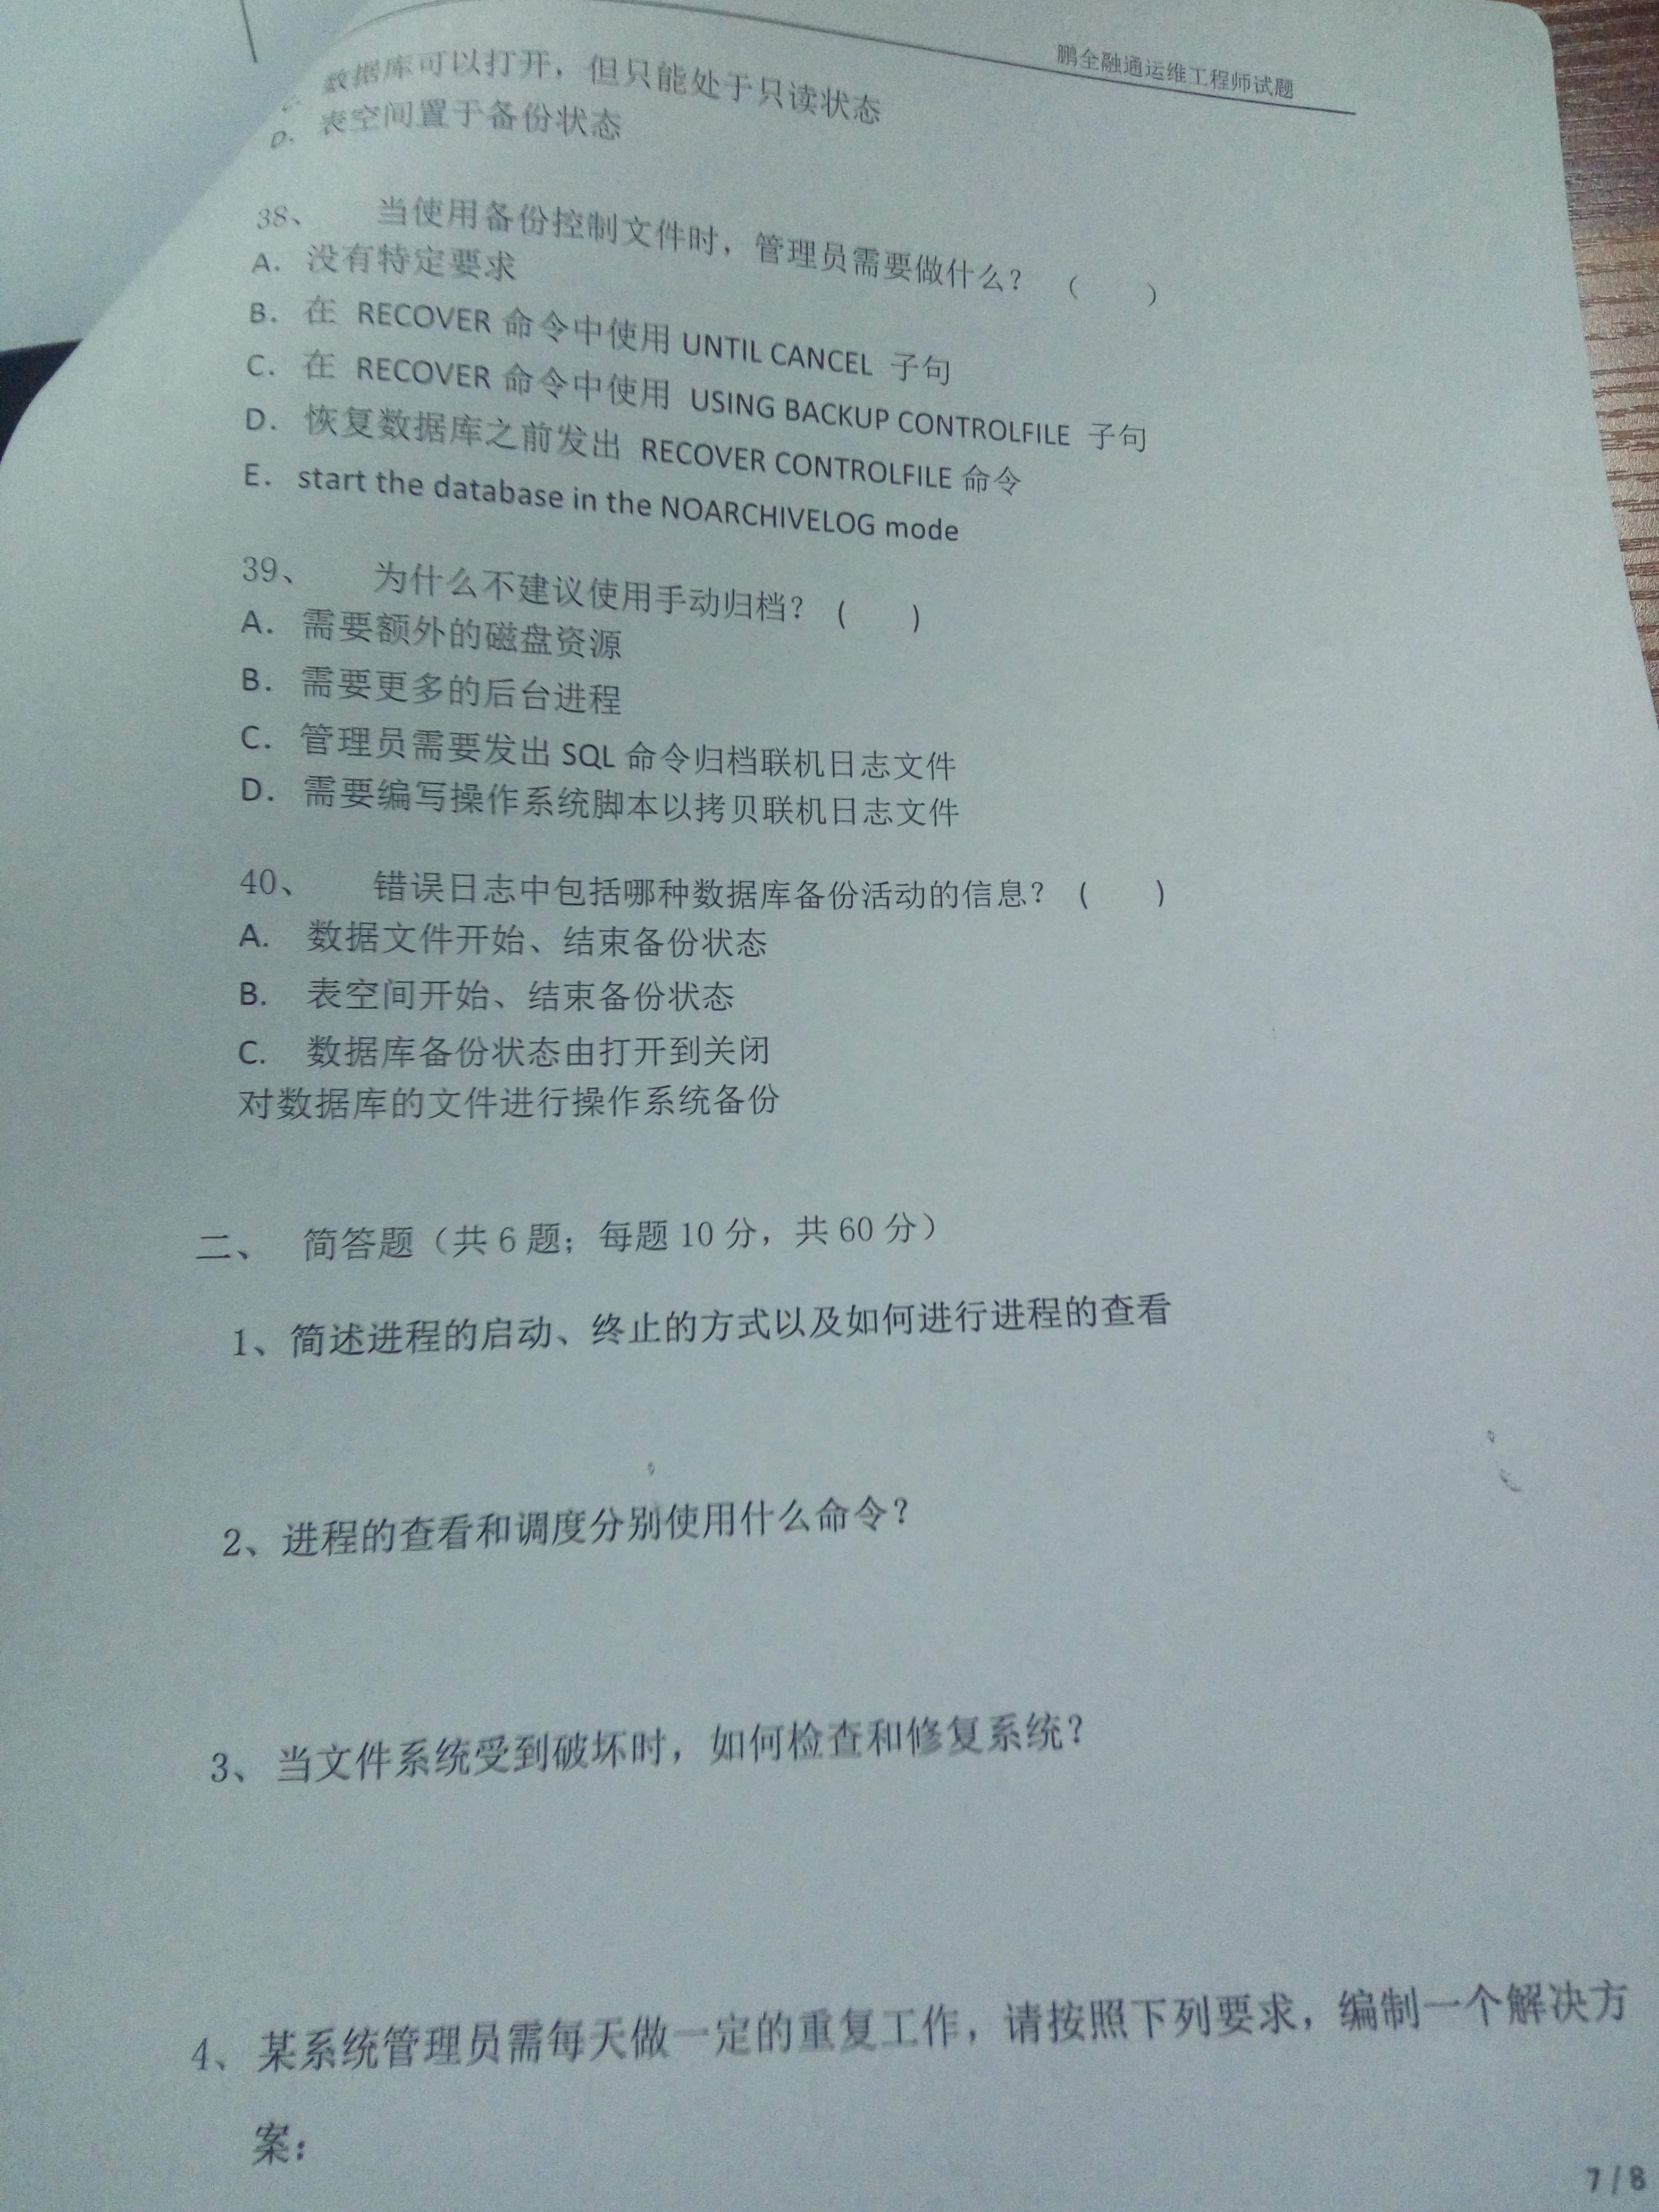 鹏全融通运维工程师试题
数据库可以打开，但只能处于只读状态
D. 表空间置于备份状态
38、 当使用备份控制文件时，管理员需要做什么？ （ ）
A. 没有特定要求
B. 在 RECOVER 命令中使用 UNTIL CANCEL 子句
C. 在 RECOVER 命令中使用 USING BACKUP CONTROLFILE 子句
D. 恢复数据库之前发出 RECOVER CONTROLFILE 命令
E. start the database in the NOARCHIVELOG mode
39、 为什么不建议使用手动归档？（ ）
A. 需要额外的磁盘资源
B. 需要更多的后台进程
C. 管理员需要发出 SQL 命令归档联机日志文件
D. 需要编写操作系统脚本以拷贝联机日志文件
40、 错误日志中包括哪种数据库备份活动的信息？（ ）
A. 数据文件开始、结束备份状态
B. 表空间开始、结束备份状态
C. 数据库备份状态由打开到关闭
对数据库的文件进行操作系统备份
二、 简答题（共 6 题；每题 10 分，共 60 分）
1、简述进程的启动、终止的方式以及如何进行进程的查看
2、进程的查看和调度分别使用什么命令？
3、当文件系统受到破坏时，如何检查和修复系统？
4、某系统管理员需每天做一定的重复工作，请按照下列要求，编制一个解决方
案：
7 / 8